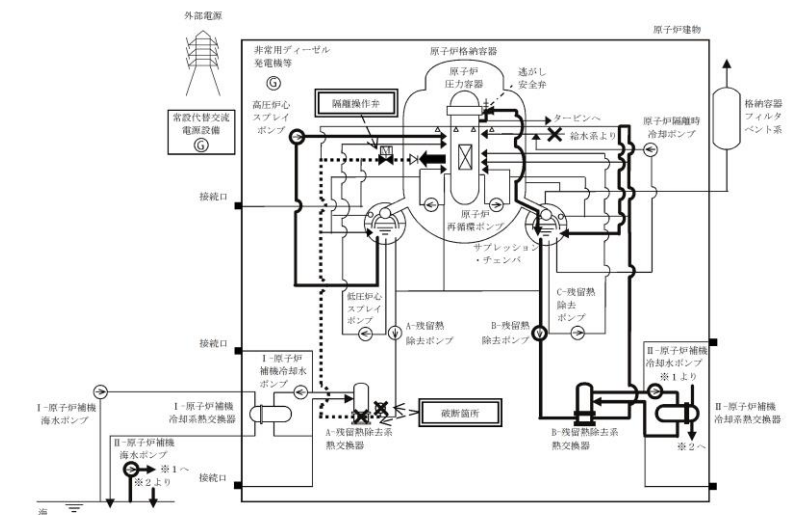 外部電源
原子炉建物
非常用ディーゼル
発電機等
G
原子炉格納容器
原子炉
圧力容器
逃がし
安全弁
隔離操作弁
高圧炉心
スプレイ
ポンプ
タービンへ
給水系より
原子炉隔離時
冷却ポンプ
格納容器
フィルタ
ベント系
常設代替交流
電源設備
G
M
接続口
原子炉
再循環ポンプ
サプレッション
・チェンバ
低圧炉心
スプレイ
ポンプ
A-残留熱
除去ポンプ
B-残留熱
除去ポンプ
C-残留熱
除去
ポンプ
接続口
Ⅰ-原子炉
補機冷却水
ポンプ
Ⅱ-原子炉補機
冷却水ポンプ
※1より
Ⅰ-原子炉補機
海水ポンプ
Ⅰ-原子炉補機
冷却系熱交換器
破断箇所
Ⅱ-原子炉補機
冷却系熱交換器
A-残留熱除去系
熱交換器
B-残留熱除去系
熱交換器
※2へ
Ⅱ-原子炉補機
海水ポンプ
※1へ
※2より
接続口
海